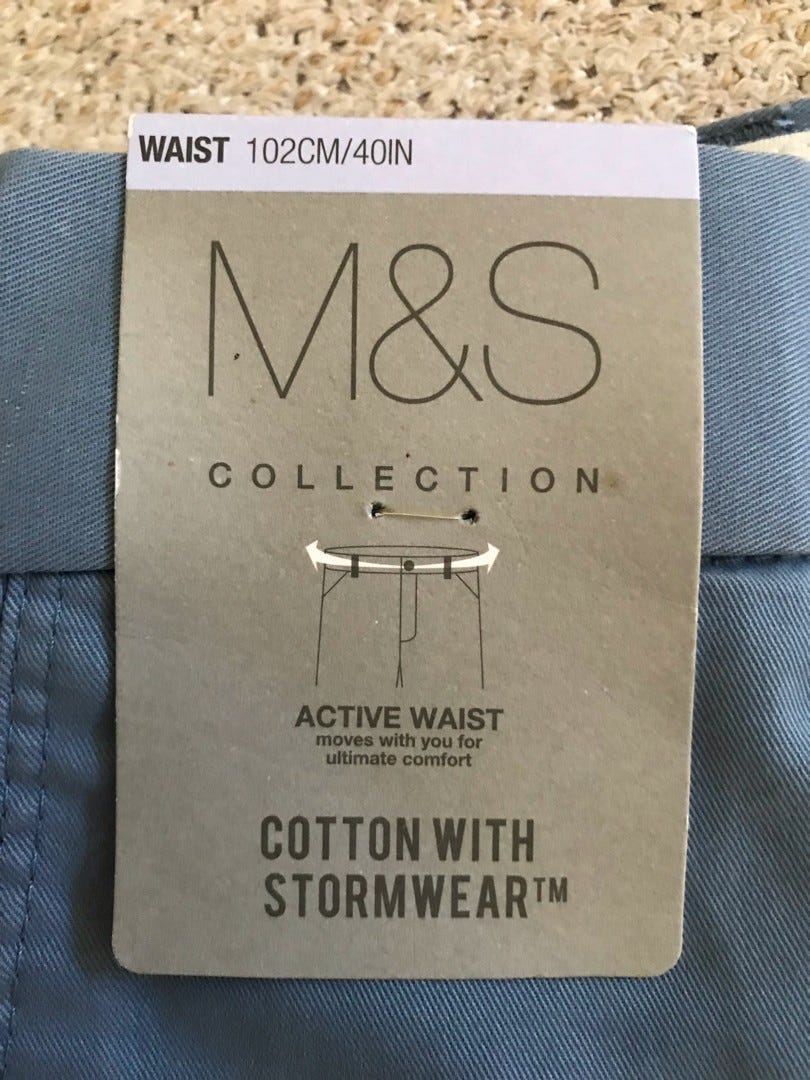 WAIST 102CM/40IN
M&S
COLLECTION
ACTIVE WAIST
moves with you for
ultimate comfort
COTTON WITH
STORMWEAR™